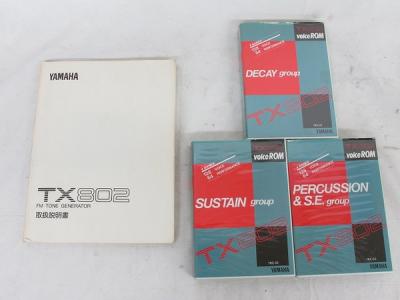 YAMAHA
TX802
FM TONE GENERATOR
取扱説明書
voiceROM
DECAY group
TX802
YAMAHA
voiceROM
SUSTAIN group
TX802
YAMAHA
voiceROM
PERCUSSION
& S.E. group
TX802
YAMAHA